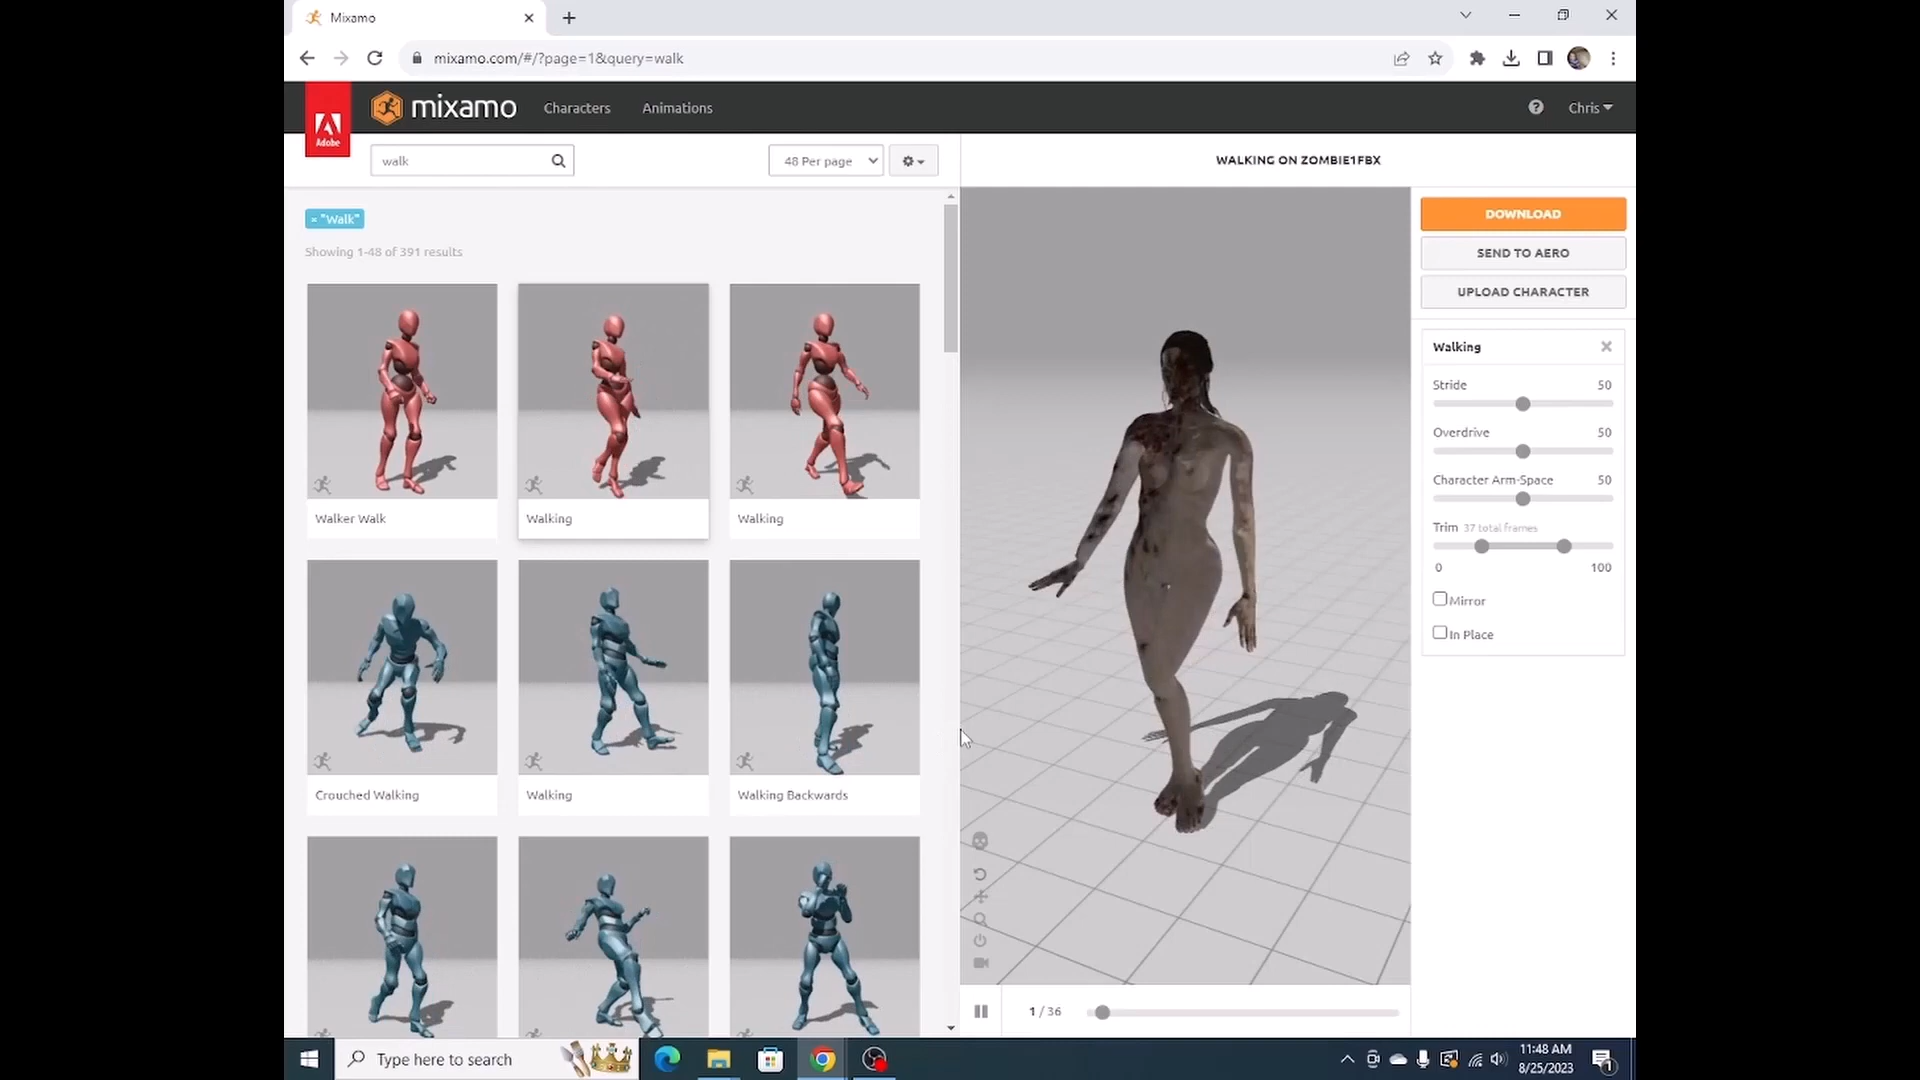 Mixamo
mixamo.com/#/?page=1&query=walk
Adobe
mixamo
Characters
Animations
Chris
walk
48 Per page
WALKING ON ZOMBIE1FBX
× "Walk"
Showing 1-48 of 391 results
DOWNLOAD
SEND TO AERO
UPLOAD CHARACTER
Walking
Stride 50
Overdrive 50
Character Arm-Space 50
Trim 37 total frames
0 100
Mirror
In Place
Walker Walk
Walking
Walking
Crouched Walking
Walking
Walking Backwards
1 / 36
Type here to search
11:48 AM
8/25/2023
1